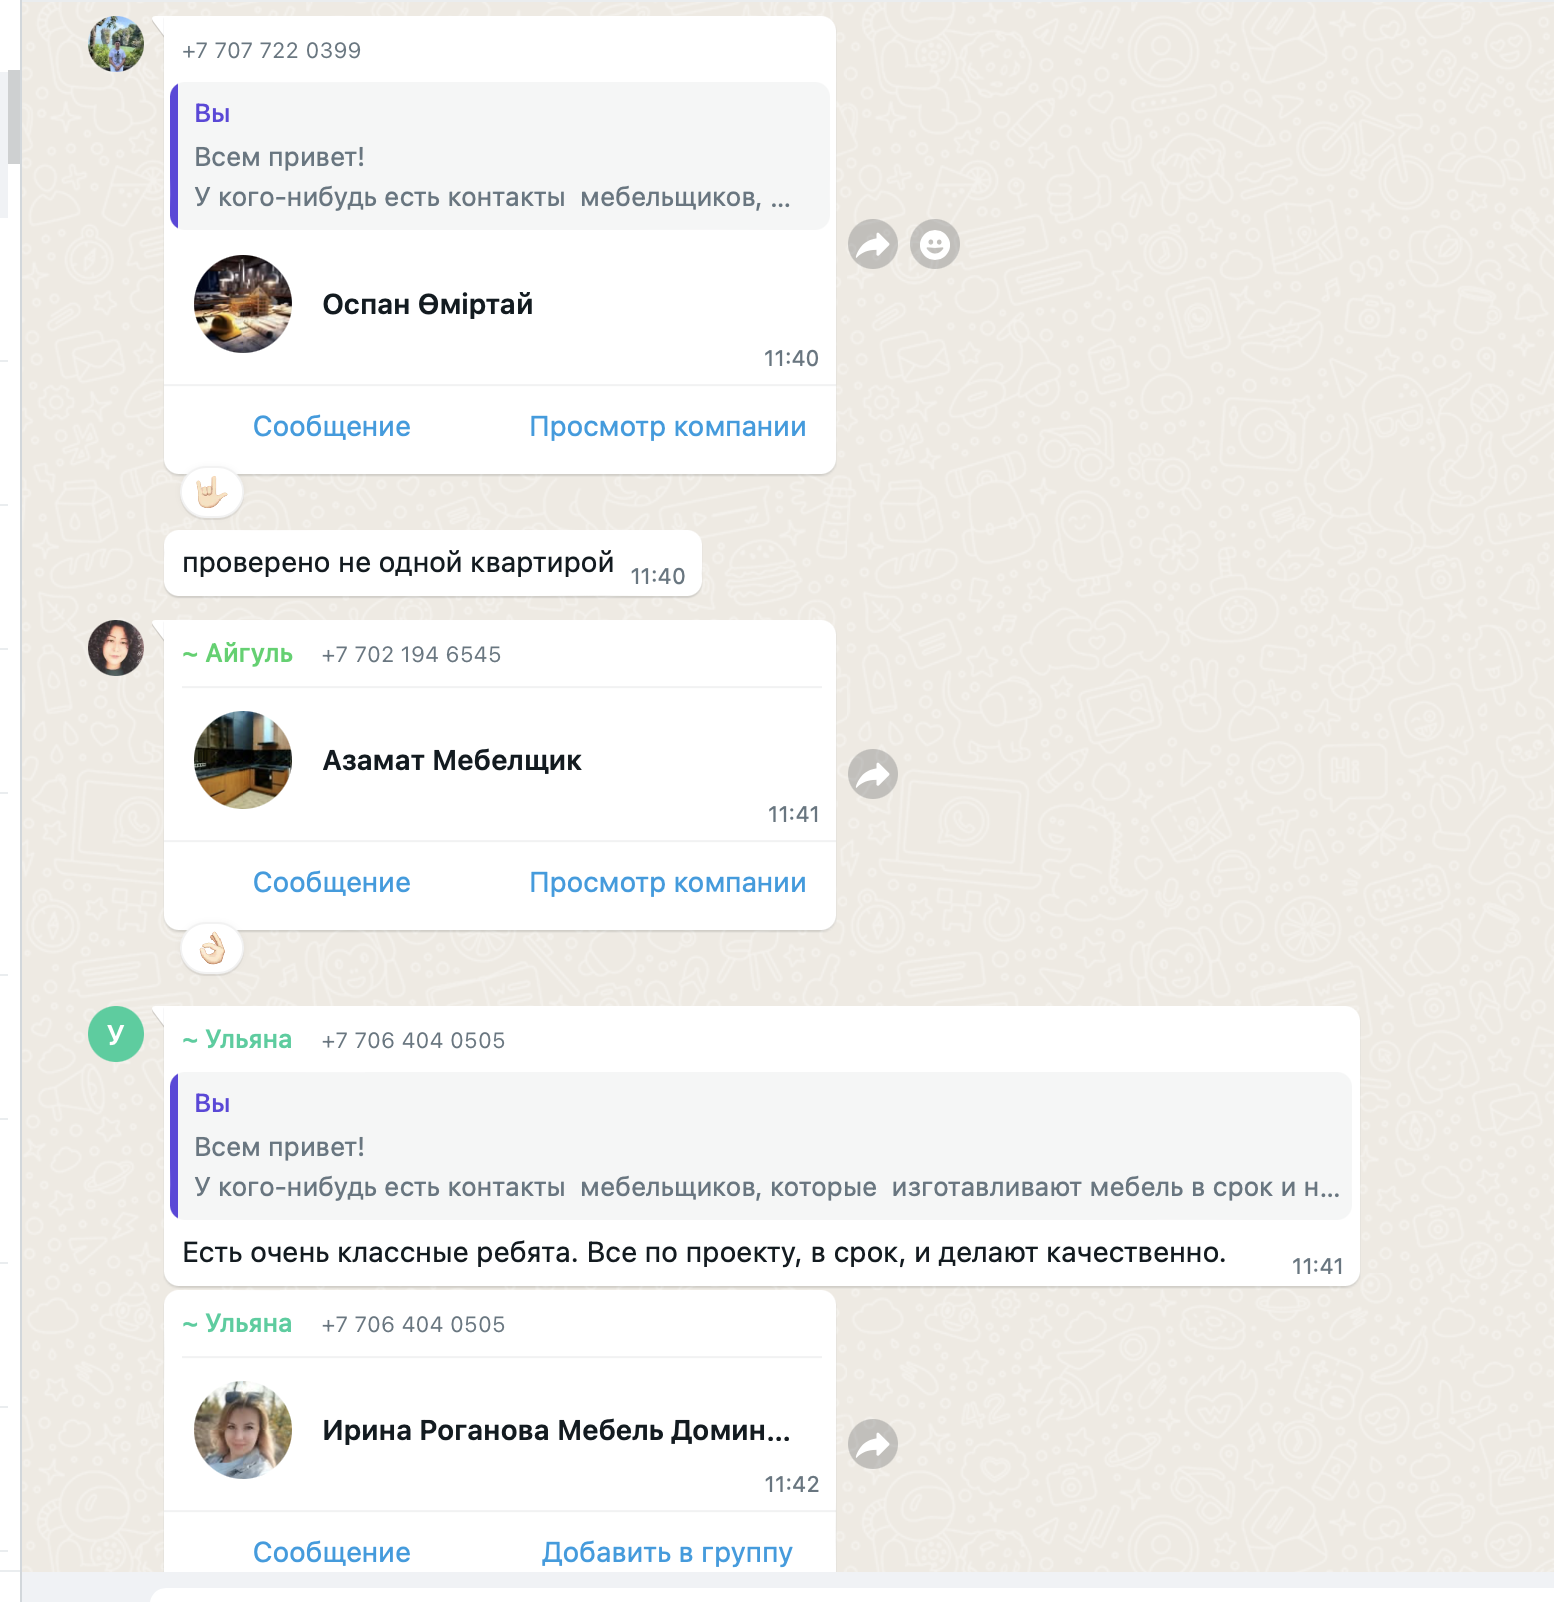 +7 707 722 0399
Вы
Всем привет!
У кого-нибудь есть контакты  мебельщиков, ...
Оспан Өміртай
11:40
Сообщение
Просмотр компании
проверено не одной квартирой
11:40
~ Айгуль +7 702 194 6545
Азамат Мебелщик
11:41
Сообщение
Просмотр компании
У
~ Ульяна +7 706 404 0505
Вы
Всем привет!
У кого-нибудь есть контакты  мебельщиков, которые  изготавливают мебель в срок и н...
Есть очень классные ребята. Все по проекту, в срок, и делают качественно.
11:41
~ Ульяна +7 706 404 0505
Ирина Роганова Мебель Домин...
11:42
Сообщение
Добавить в группу